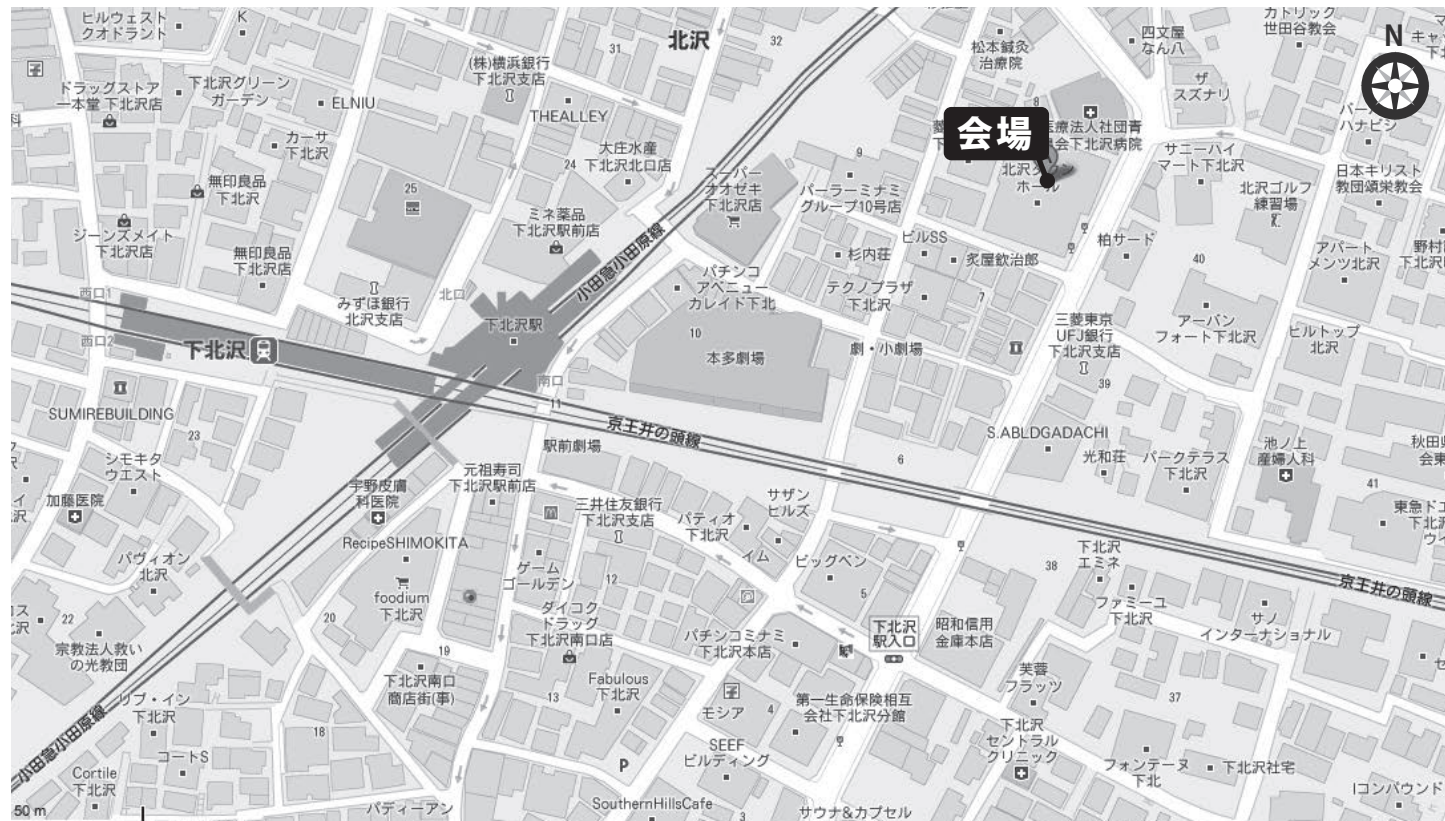 ヒルウェスト
クオドラント
K
31
北沢
32
松本鍼灸
治療院
四文屋
なん八
カトリック
世田谷教会
N
ドラッグストア
一本堂 下北沢店
下北沢グリーン
ガーデン
ELNIU
(株)横浜銀行
下北沢支店
THEALLEY
ザ
スズナリ
8
会場
医療法人社団青
会下北沢病院
カーサ
下北沢
大庄水産
下北沢北口店
24
9
サニーハイ
マート下北沢
ハナビシ
無印良品
下北沢
25
スーパー
オオゼキ
下北沢店
パーラーミナミ
グループ10号店
北沢タウン
ホール
北沢ゴルフ
練習場
日本キリスト
教団頌栄教会
ジーンズメイト
下北沢店
ミネ薬品
下北沢駅前店
無印良品
下北沢店
小田急小田原線
ビルSS
杉内荘
炙屋欽治郎
柏サード
アパート
メンツ北沢
40
パチンコ
アベニュー
カレイド下北
テクノプラザ
下北沢
7
西口1
みずほ銀行
北沢支店
北口
下北沢駅
三菱東京
UFJ銀行
下北沢支店
アーバン
フォート下北沢
ビルトップ
北沢
西口2
下北沢
10
本多劇場
劇・小劇場
南口
11
39
SUMIREBUILDING
23
駅前劇場
京王井の頭線
6
S.ABLDGADACHI
光和荘
パークテラス
下北沢
池ノ上
産婦人科
シモキタ
ウエスト
元祖寿司
下北沢駅前店
41
加藤医院
宇野皮膚
科医院
三井住友銀行
下北沢支店
パティオ
下北沢
サザン
ヒルズ
イム
ビッグベン
パヴィオン
北沢
RecipeSHIMOKITA
ゲーム
ゴールデン
12
5
38
下北沢
エミネ
京王井の頭線
foodium
下北沢
ダイコク
ドラッグ
下北沢南口店
ファミーユ
下北沢
22
20
下北沢
駅入口
昭和信用
金庫本店
サノ
インターナショナル
宗教法人救い
の光教団
パチンコミナミ
下北沢本店
19
下北沢南口
商店街(事)
Fabulous
下北沢
芙蓉
フラッツ
37
リブ・イン
下北沢
13
モシア
4
第一生命保険相互
会社下北沢分館
18
下北沢
セントラル
クリニック
小田急小田原線
コートS
SEEF
ビルディング
P
フォンテーヌ
下北
下北沢社宅
Cortile
下北沢
Iコンパウンド
50 m
パディーアン
SouthernHillsCafe
3
サウナ&カプセル